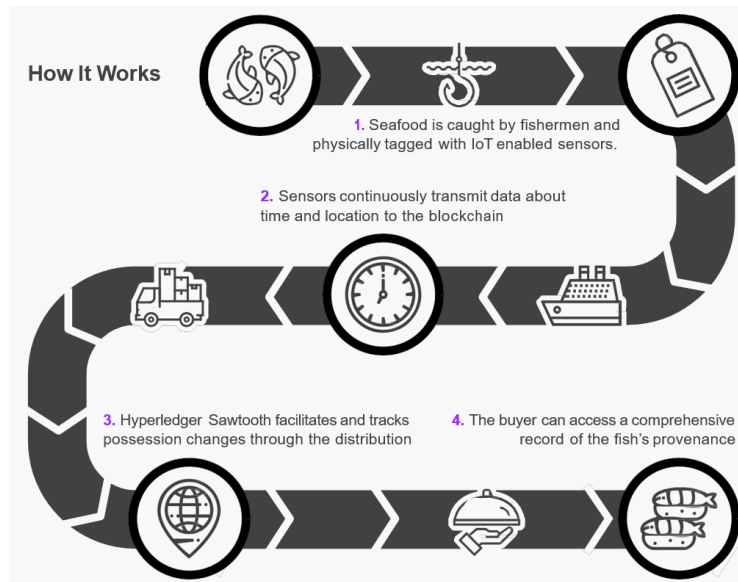 How It Works
1. Seafood is caught by fishermen and
physically tagged with IoT enabled sensors.
2. Sensors continuously transmit data about
time and location to the blockchain
3. Hyperledger Sawtooth facilitates and tracks
possession changes through the distribution
4. The buyer can access a comprehensive
record of the fish's provenance